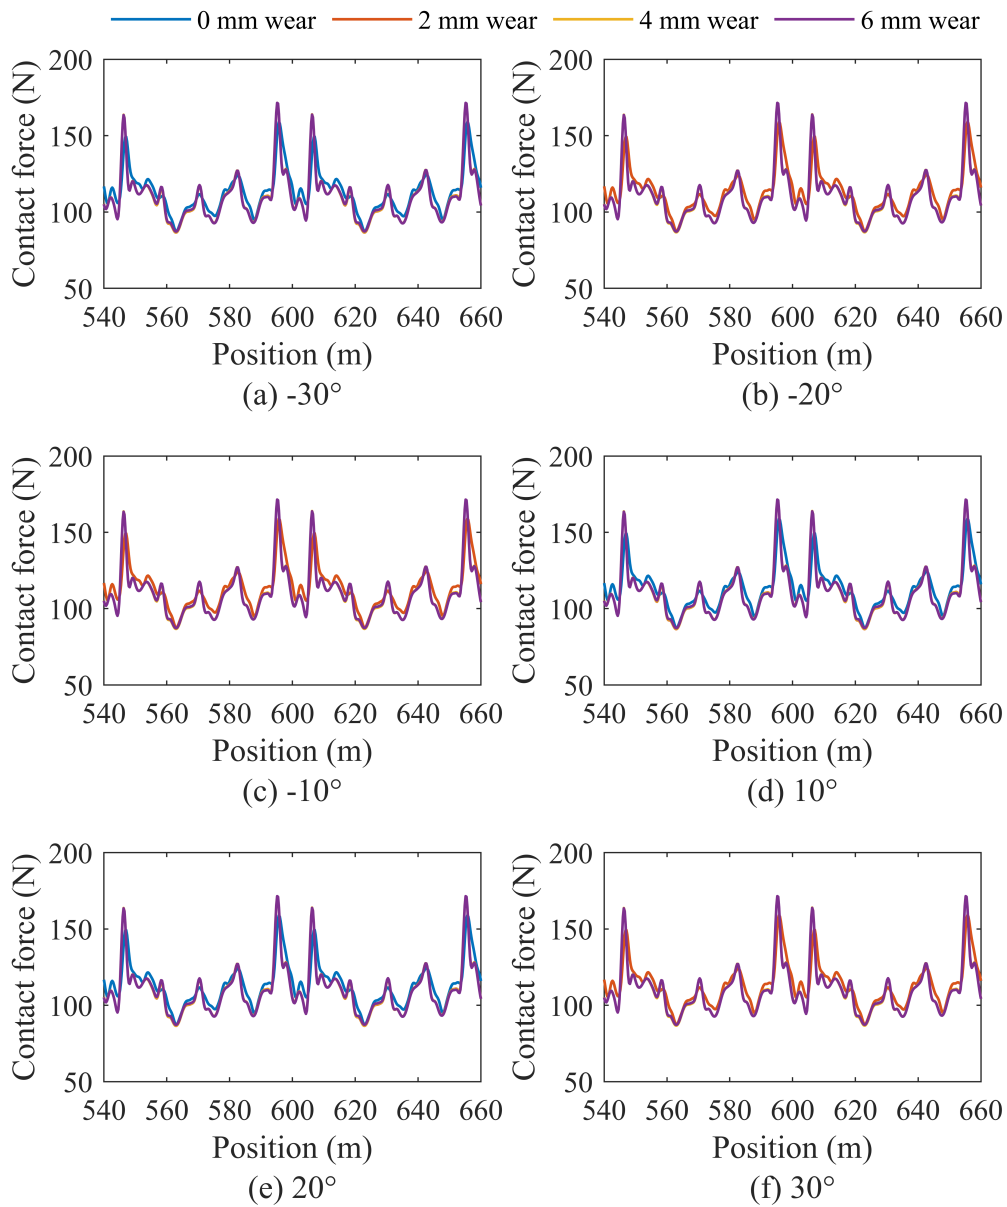 0 mm wear 2 mm wear 4 mm wear 6 mm wear
200
150
100
50
Contact force (N)
540 560 580 600 620 640 660
Position (m)
(a) -30°
200
150
100
50
Contact force (N)
540 560 580 600 620 640 660
Position (m)
(b) -20°
200
150
100
50
Contact force (N)
540 560 580 600 620 640 660
Position (m)
(c) -10°
200
150
100
50
Contact force (N)
540 560 580 600 620 640 660
Position (m)
(d) 10°
200
150
100
50
Contact force (N)
540 560 580 600 620 640 660
Position (m)
(e) 20°
200
150
100
50
Contact force (N)
540 560 580 600 620 640 660
Position (m)
(f) 30°